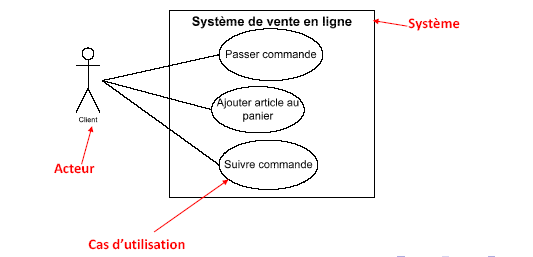 Système de vente en ligne
Système
Passer commande
Ajouter article au
panier
Client
Suivre commande
Acteur
Cas d’utilisation